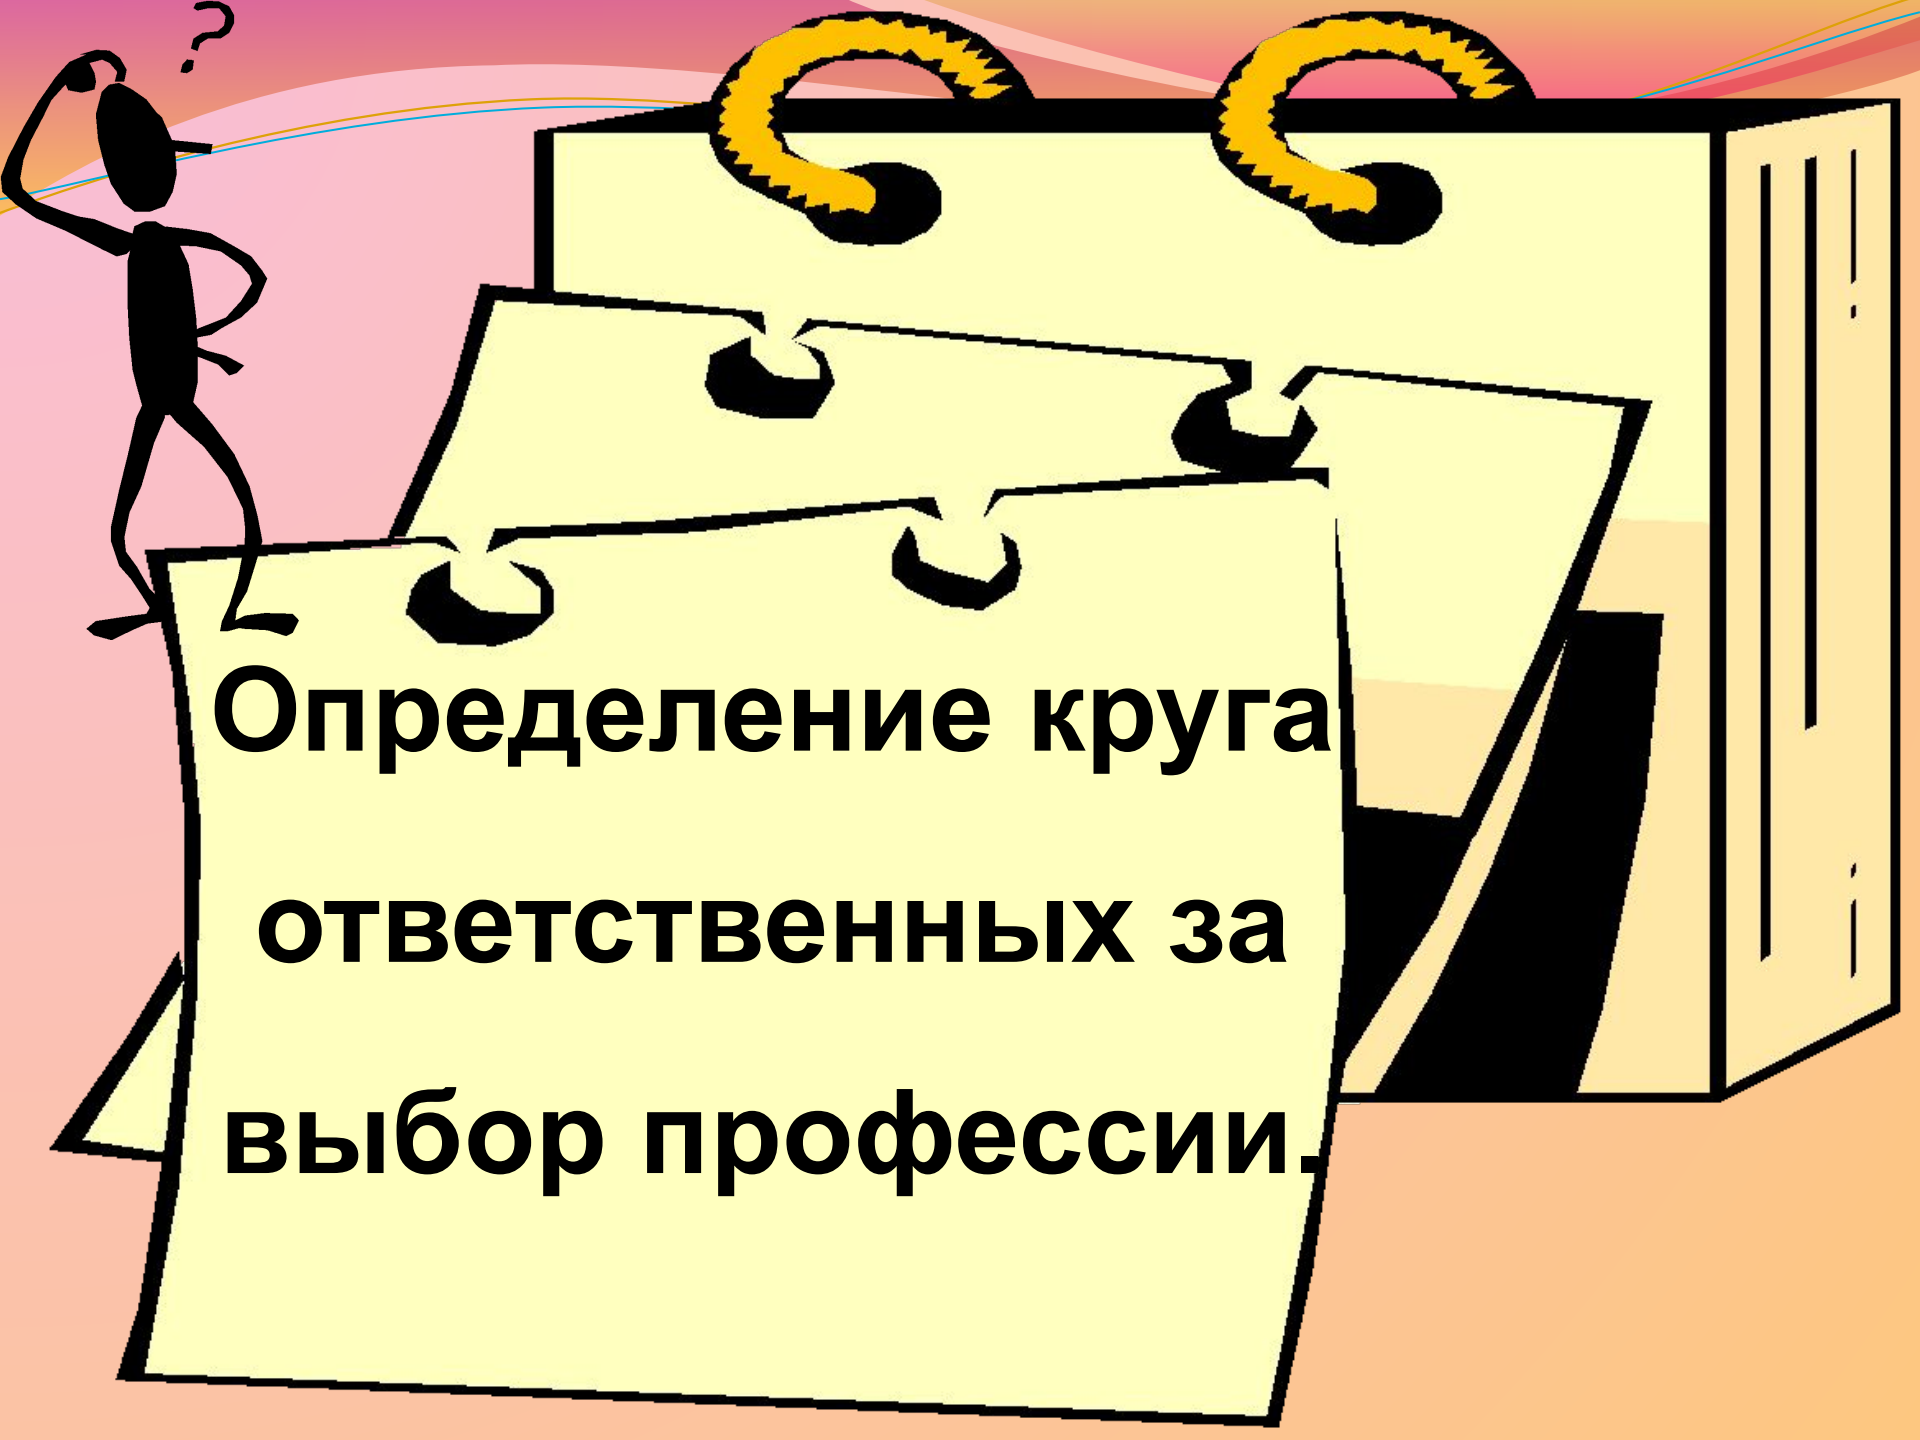 ?
Определение круга
ответственных за
выбор профессии.